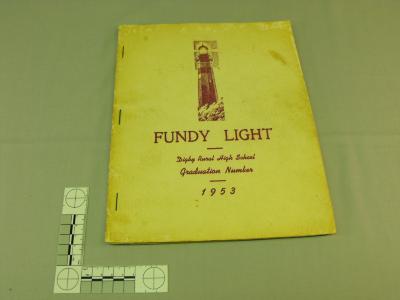 FUNDY LIGHT
Digby Rural High School
Graduation Number
1953